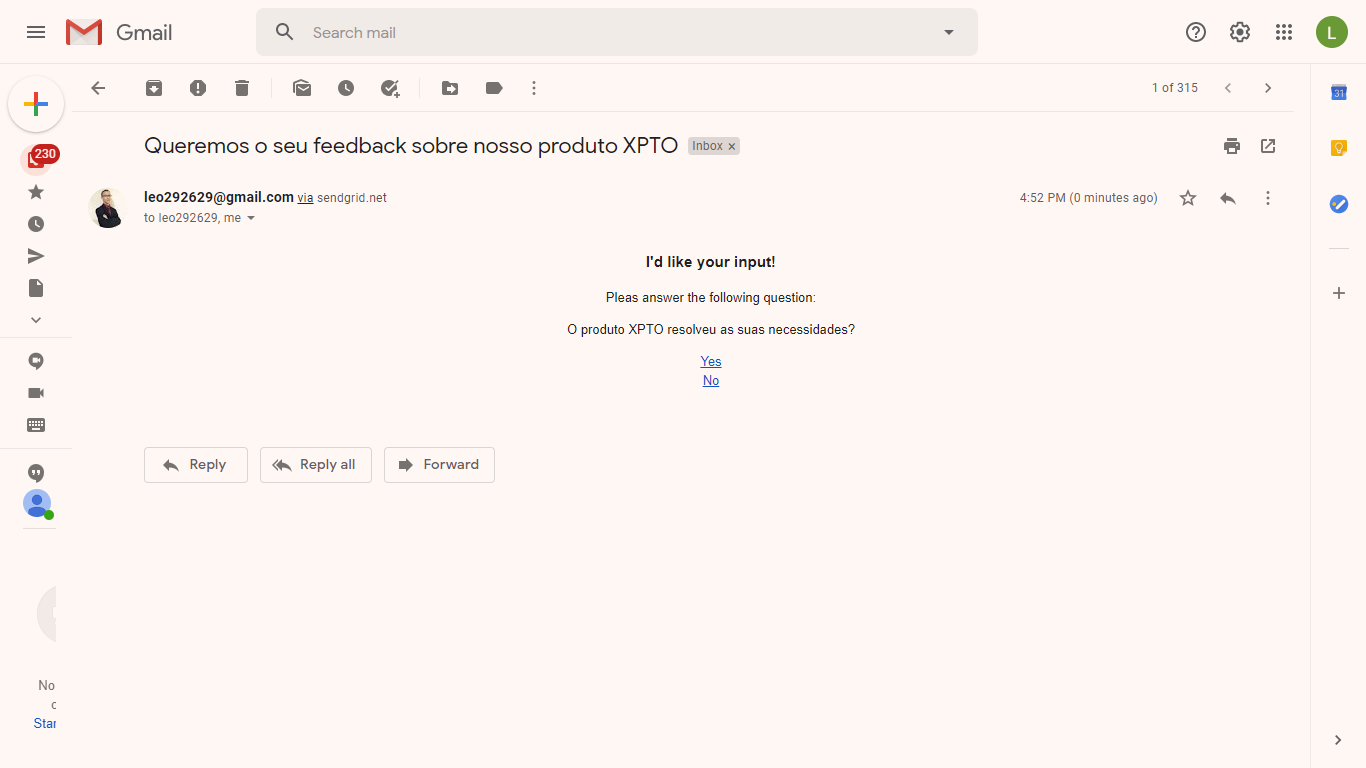 Gmail
Search mail
L
1 of 315
31
Queremos o seu feedback sobre nosso produto XPTO Inbox x
230
leo292629@gmail.com via sendgrid.net
4:52 PM (0 minutes ago)
to leo292629, me
I'd like your input!
Pleas answer the following question:
O produto XPTO resolveu as suas necessidades?
Yes
No
Reply
Reply all
Forward
No
Star